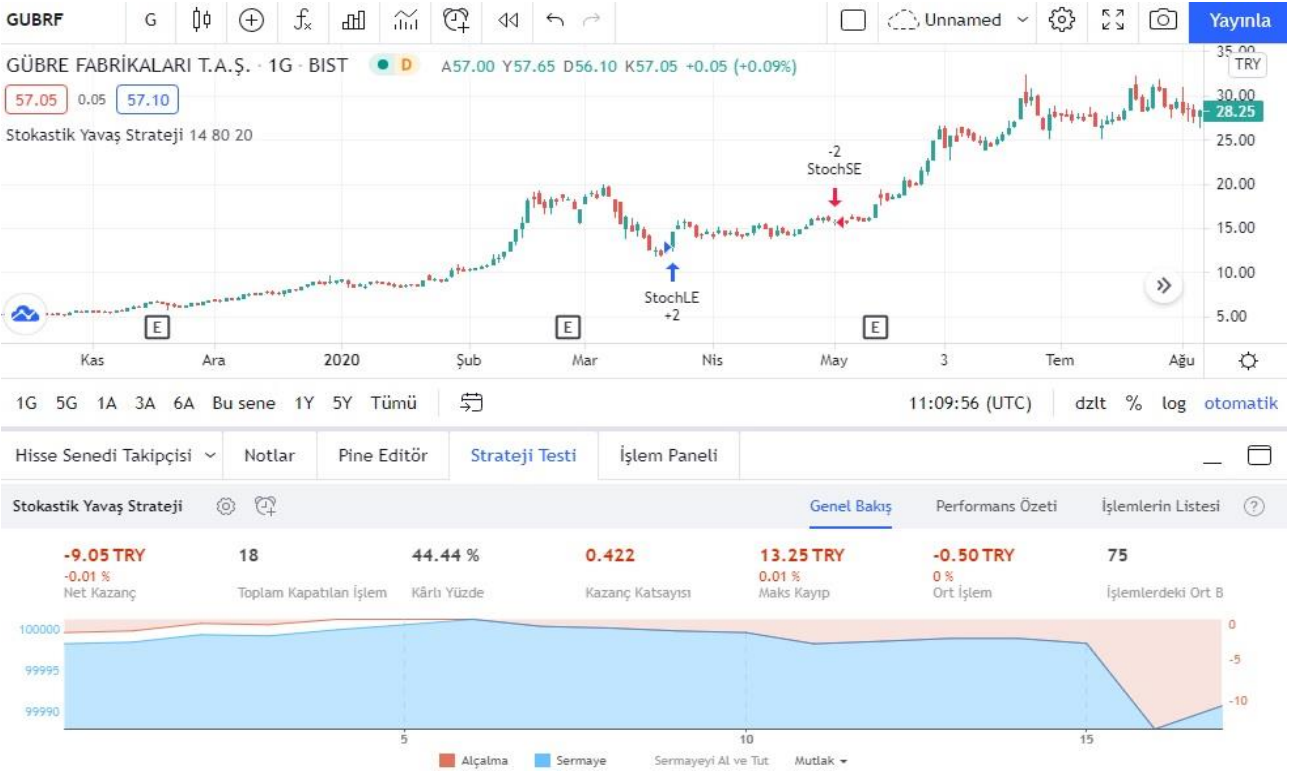 GUBRF G Unnamed Yayınla
GÜBRE FABRİKALARI T.A.Ş. · 1G · BIST D A57.00 Y57.65 D56.10 K57.05 +0.05 (+0.09%)
57.05 0.05 57.10
Stokastik Yavaş Strateji 14 80 20
35.00
TRY
30.00
28.25
25.00
20.00
15.00
10.00
5.00
-2
StochSE
StochLE
+2
E E E
Kas Ara 2020 Şub Mar Nis May 3 Tem Ağu
1G 5G 1A 3A 6A Bu sene 1Y 5Y Tümü 11:09:56 (UTC) dzlt % log otomatik
Hisse Senedi Takipçisi Notlar Pine Editör Strateji Testi İşlem Paneli
Stokastik Yavaş Strateji Genel Bakış Performans Özeti İşlemlerin Listesi ?
-9.05 TRY 18 44.44 % 0.422 13.25 TRY -0.50 TRY 75
-0.01 % 0.01 % 0 %
Net Kazanç Toplam Kapatılan İşlem Kârlı Yüzde Kazanç Katsayısı Maks Kayıp Ort İşlem İşlemlerdeki Ort B
100000 0
99995 -5
99990 -10
5 10 15
Alçalma Sermaye Sermayeyi Al ve Tut Mutlak